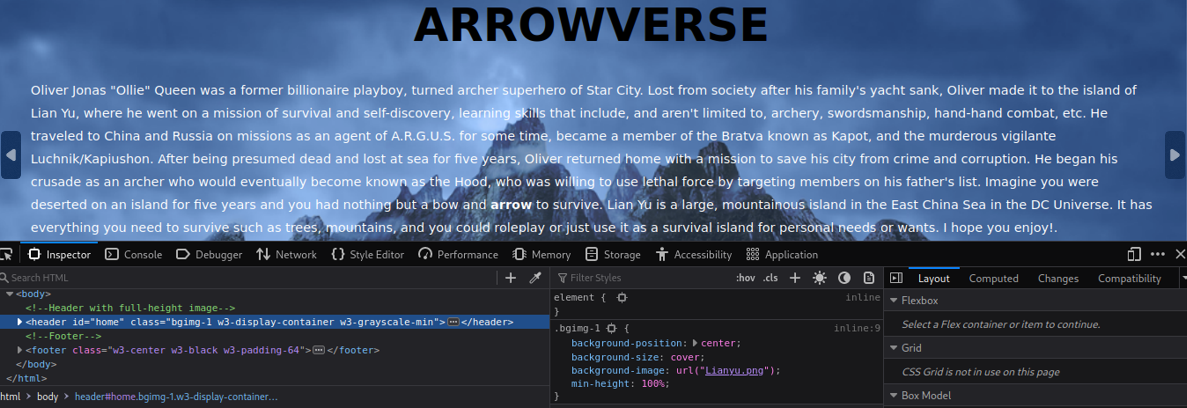 ARROWVERSE
Oliver Jonas "Ollie" Queen was a former billionaire playboy, turned archer superhero of Star City. Lost from society after his family's yacht sank, Oliver made it to the island of
Lian Yu, where he went on a mission of survival and self-discovery, learning skills that include, and aren't limited to, archery, swordsmanship, hand-hand combat, etc. He
traveled to China and Russia on missions as an agent of A.R.G.U.S. for some time, became a member of the Bratva known as Kapot, and the murderous vigilante
Luchnik/Kapiushon. After being presumed dead and lost at sea for five years, Oliver returned home with a mission to save his city from crime and corruption. He began his
crusade as an archer who would eventually become known as the Hood, who was willing to use lethal force by targeting members on his father's list. Imagine you were
deserted on an island for five years and you had nothing but a bow and arrow to survive. Lian Yu is a large, mountainous island in the East China Sea in the DC Universe. It has
everything you need to survive such as trees, mountains, and you could roleplay or just use it as a survival island for personal needs or wants. I hope you enjoy!.
Inspector Console Debugger Network Style Editor Performance Memory Storage Accessibility Application
Search HTML
<body>
<!--Header with full-height image-->
<header id="home" class="bgimg-1 w3-display-container w3-grayscale-min"></header>
<!--Footer-->
<footer class="w3-center w3-black w3-padding-64"></footer>
</body>
</html>
html body header#home.bgimg-1.w3-display-container…
Filter Styles :hov .cls
element { inline
}
.bgimg-1 { inline:9
background-position: center;
background-size: cover;
background-image: url("Lianyu.png");
min-height: 100%;
}
Layout Computed Changes Compatibility
Flexbox
Select a Flex container or item to continue.
Grid
CSS Grid is not in use on this page
Box Model